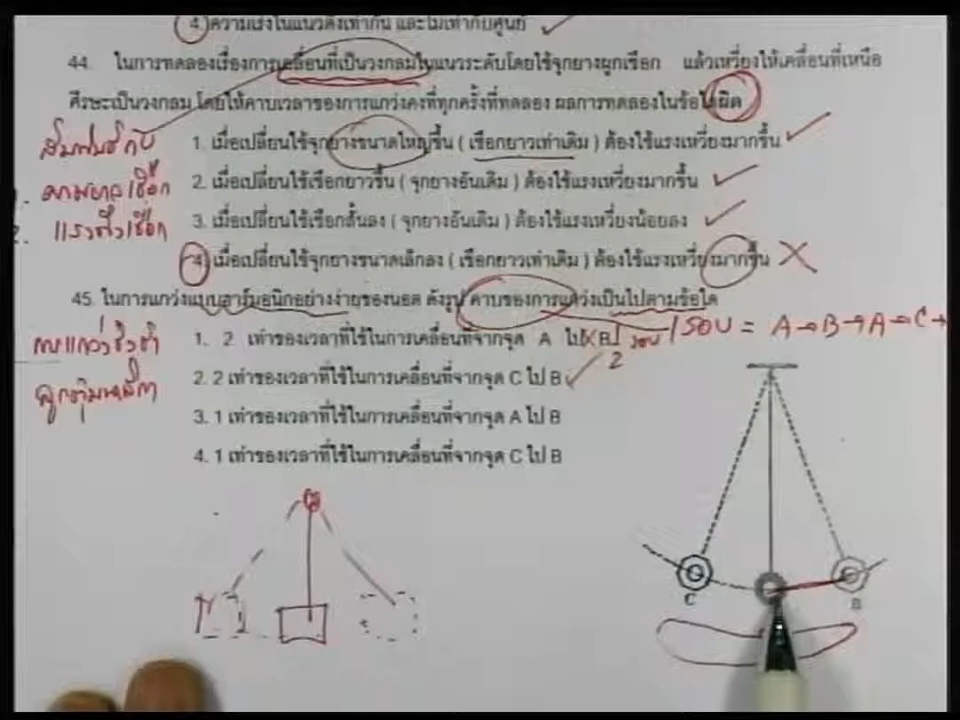 4. ความเร่งในแนวดิ่งเท่ากัน และไม่เท่ากับศูนย์
44. ในการทดลองเรื่องการเคลื่อนที่เป็นวงกลมในแนวระดับโดยใช้จุกยางผูกเชือก แล้วเหวี่ยงให้เคลื่อนที่เหนือ
ศีรษะเป็นวงกลม โดยให้คาบเวลาของการแกว่งคงที่ทุกครั้งที่ทดลอง ผลการทดลองในข้อใดผิด
1. เมื่อเปลี่ยนใช้จุกยางขนาดใหญ่ขึ้น ( เชือกยาวเท่าเดิม ) ต้องใช้แรงเหวี่ยงมากขึ้น
2. เมื่อเปลี่ยนใช้เชือกยาวขึ้น ( จุกยางอันเดิม ) ต้องใช้แรงเหวี่ยงมากขึ้น
3. เมื่อเปลี่ยนใช้เชือกสั้นลง ( จุกยางอันเดิม ) ต้องใช้แรงเหวี่ยงน้อยลง
4. เมื่อเปลี่ยนใช้จุกยางขนาดเล็กลง ( เชือกยาวเท่าเดิม ) ต้องใช้แรงเหวี่ยงมากขึ้น
สัมพันธ์กับ
ความยาวเชือก
แรงดึงเชือก
45. ในการแกว่งแบบฮาร์มอนิกอย่างง่ายของนอต ดังรูป คาบของการแกว่งเป็นไปตามข้อใด
1 รอบ = A → B → A → C →
1. 2 เท่าของเวลาที่ใช้ในการเคลื่อนที่จากจุด A ไป B
1 รอบ
2
2. 2 เท่าของเวลาที่ใช้ในการเคลื่อนที่จากจุด C ไป B
3. 1 เท่าของเวลาที่ใช้ในการเคลื่อนที่จากจุด A ไป B
4. 1 เท่าของเวลาที่ใช้ในการเคลื่อนที่จากจุด C ไป B
ลูกตุ้มนาฬิกา
C
B